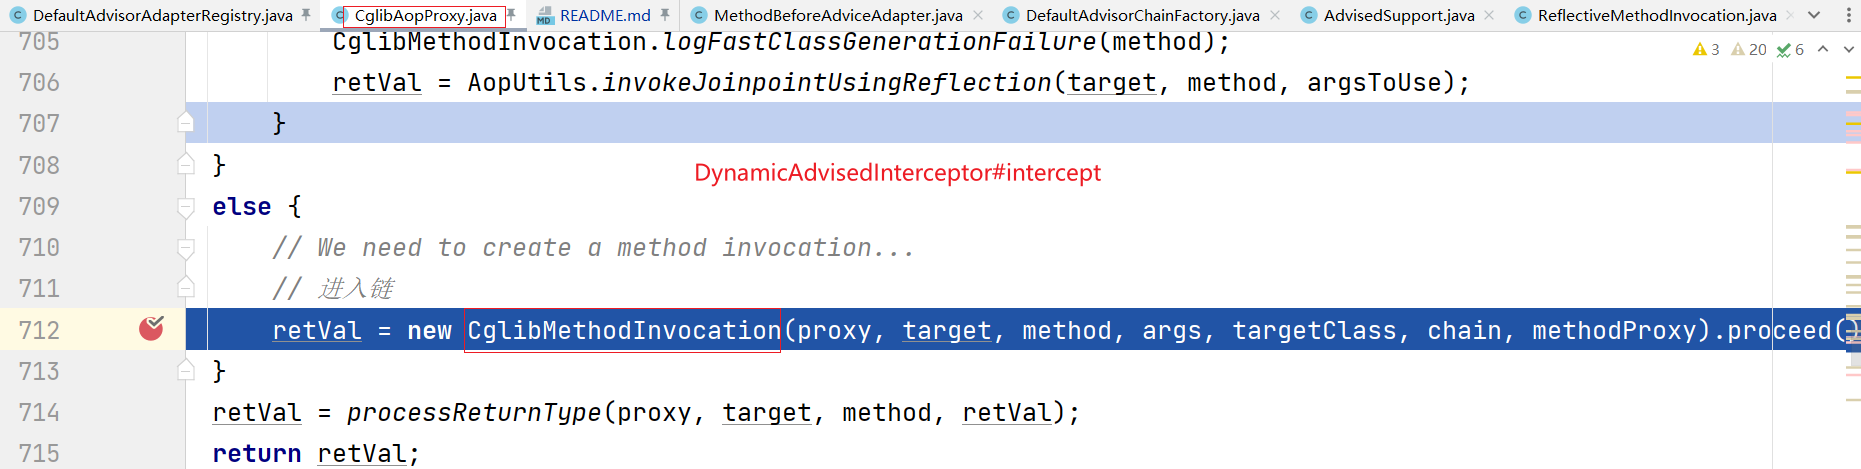 DefaultAdvisorAdapterRegistry.java CglibAopProxy.java README.md MethodBeforeAdviceAdapter.java DefaultAdvisorChainFactory.java AdvisedSupport.java ReflectiveMethodInvocation.java
705 CglibMethodInvocation.logFastClassGenerationFailure(method); 3 20 6
706 retVal = AopUtils.invokeJoinpointUsingReflection(target, method, argsToUse);
707 }
708 }
DynamicAdvisedInterceptor#intercept
709 else {
710 // We need to create a method invocation...
711 // 进入链
712 retVal = new CglibMethodInvocation(proxy, target, method, args, targetClass, chain, methodProxy).proceed()
713 }
714 retVal = processReturnType(proxy, target, method, retVal);
715 return retVal;